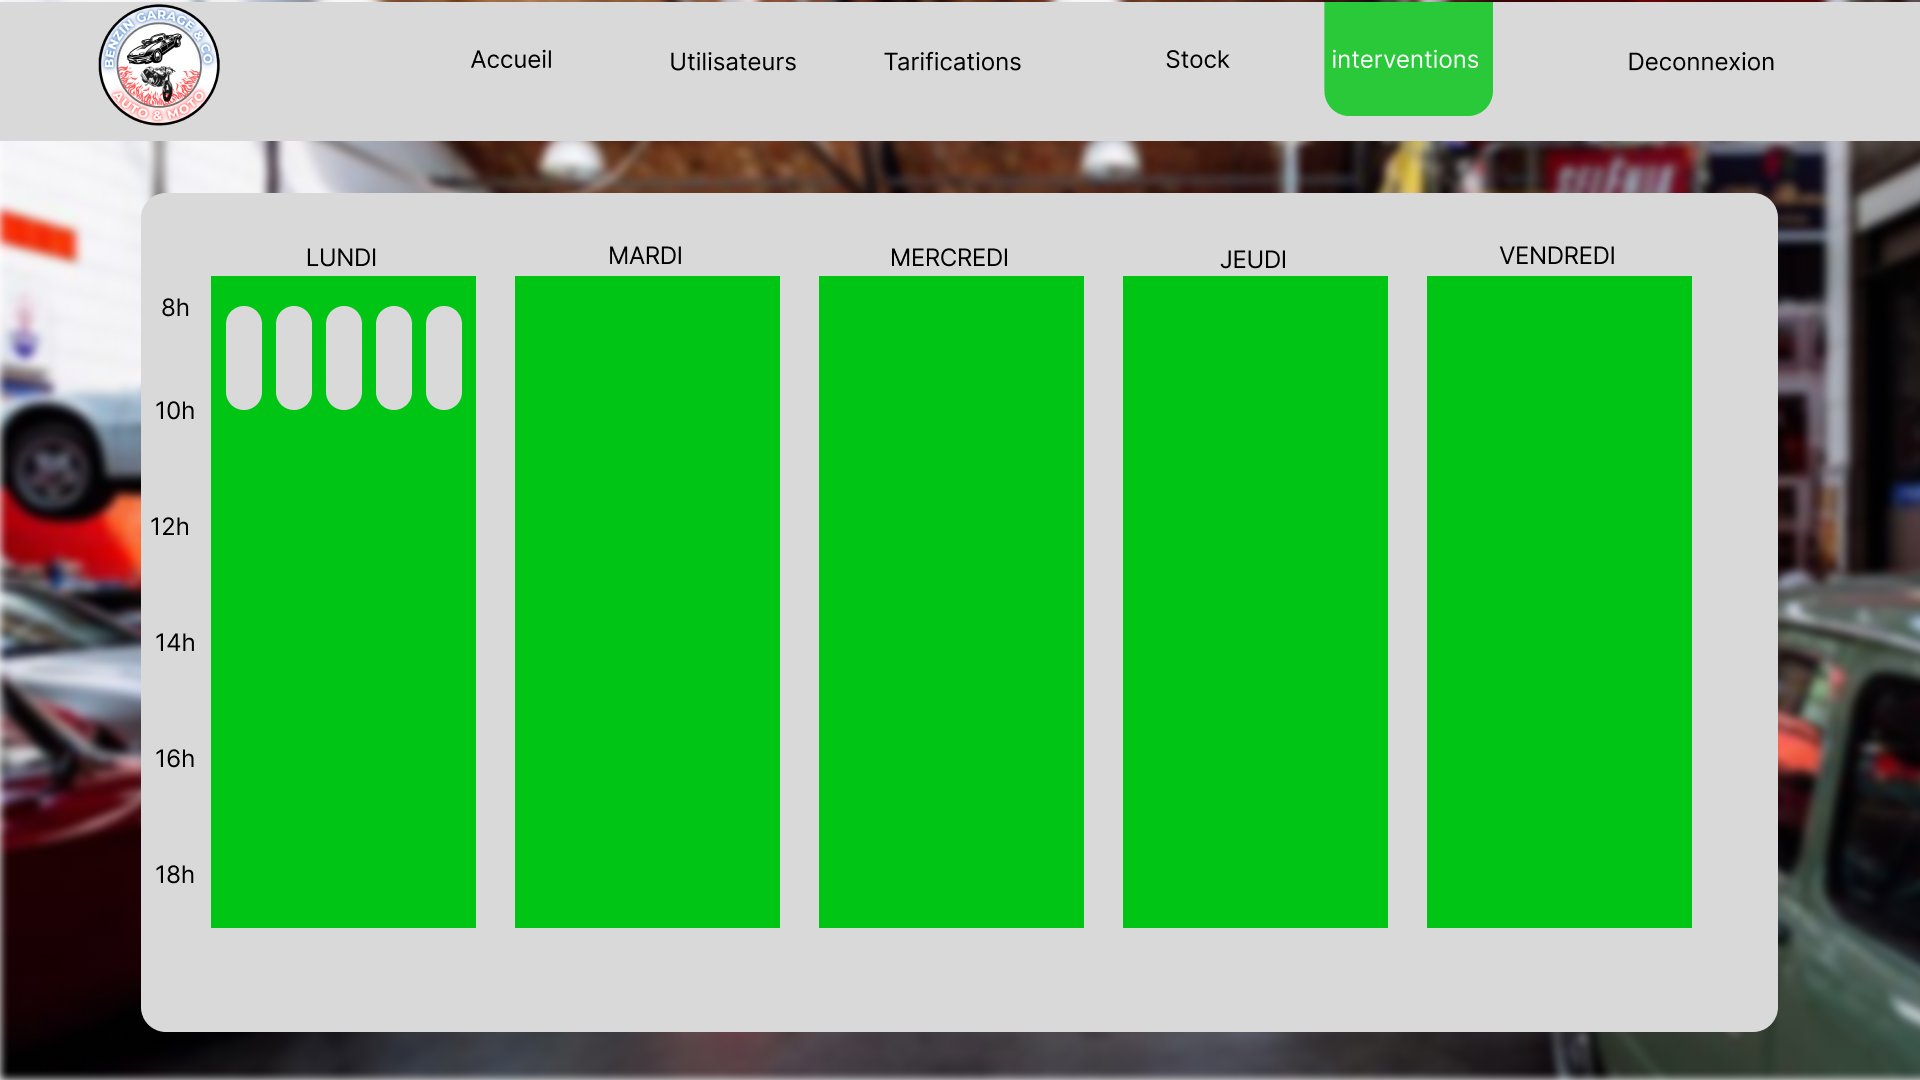 BENZIN GARAGE & CO
AUTO & MOTO
Accueil
Utilisateurs
Tarifications
Stock
interventions
Deconnexion
LUNDI
MARDI
MERCREDI
JEUDI
VENDREDI
8h
10h
12h
14h
16h
18h